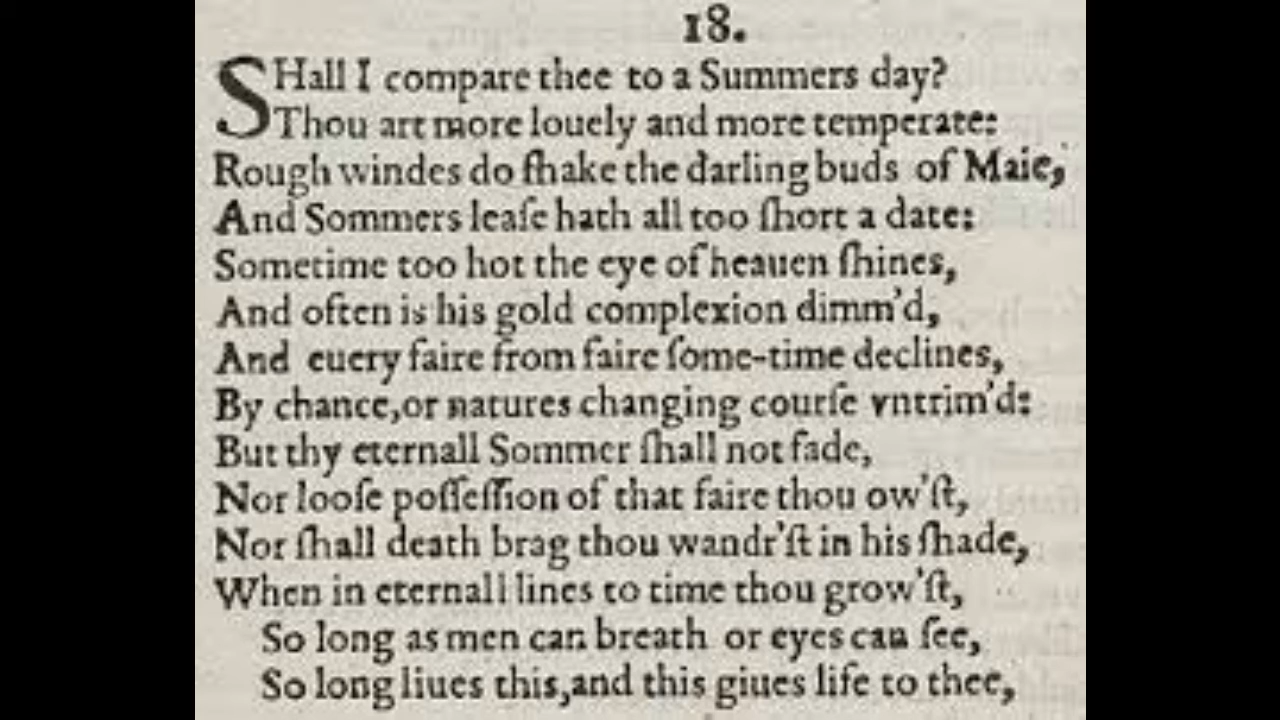 18.
SHall I compare thee to a Summers day?
Thou art more louely and more temperate:
Rough windes do ſhake the darling buds of Maie,
And Sommers leaſe hath all too ſhort a date:
Sometime too hot the eye of heauen ſhines,
And often is his gold complexion dimm'd,
And euery faire from faire ſome-time declines,
By chance,or natures changing courſe vntrim'd:
But thy eternall Sommer ſhall not fade,
Nor looſe poſſeſſion of that faire thou ow'ſt,
Nor ſhall death brag thou wandr'ſt in his ſhade,
When in eternall lines to time thou grow'ſt,
So long as men can breath or eyes can ſee,
So long liues this,and this giues life to thee,